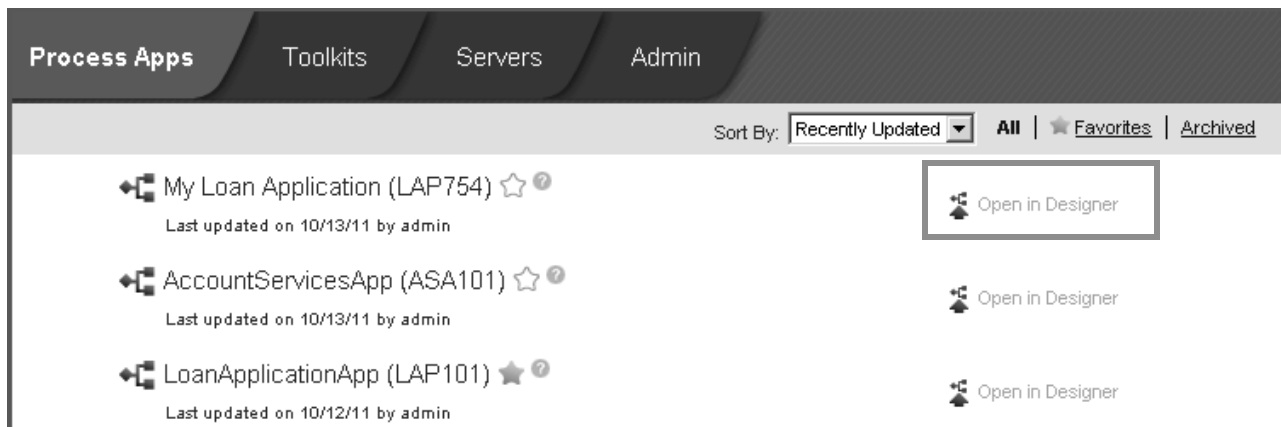 Process Apps Toolkits Servers Admin
Sort By: Recently Updated All | Favorites | Archived
My Loan Application (LAP754) ?
Open in Designer
Last updated on 10/13/11 by admin
AccountServicesApp (ASA101) ?
Open in Designer
Last updated on 10/13/11 by admin
LoanApplicationApp (LAP101) ?
Open in Designer
Last updated on 10/12/11 by admin